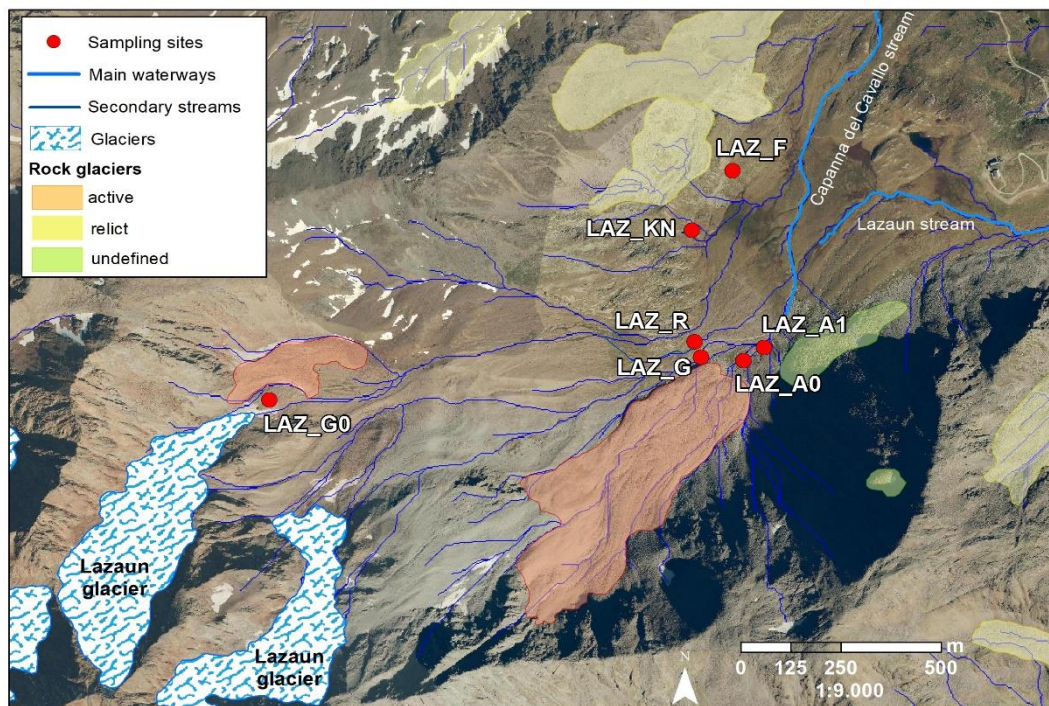 Sampling sites
Main waterways
Secondary streams
Glaciers
Rock glaciers
active
relict
undefined
LAZ_F
Capanna del Cavallo stream
LAZ_KN
Lazaun stream
LAZ_R
LAZ_A1
LAZ_G
LAZ_A0
LAZ_G0
Lazaun
glacier
Lazaun
glacier
N
m
0 125 250 500
1:9.000